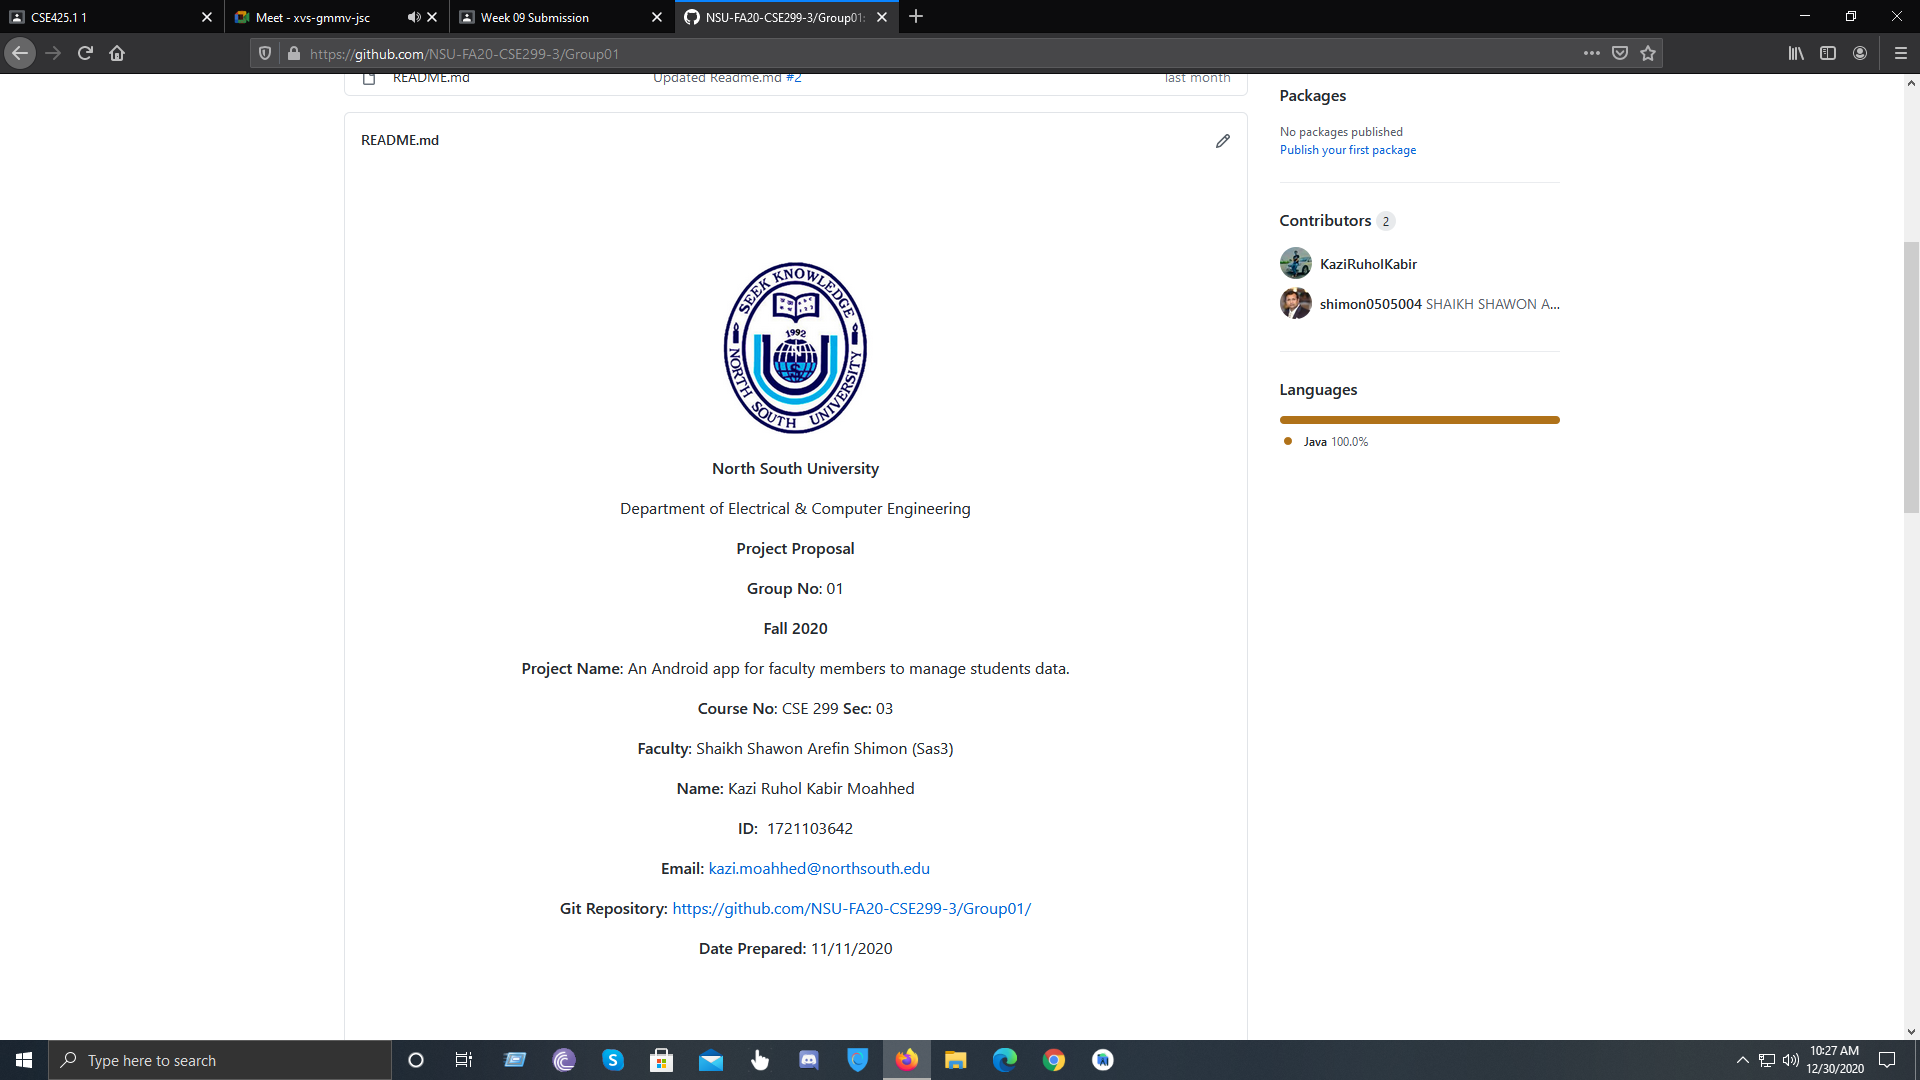 CSE425.1 1
Meet - xvs-gmmv-jsc
Week 09 Submission
NSU-FA20-CSE299-3/Group01:
https://github.com/NSU-FA20-CSE299-3/Group01
README.md Updated Readme.md #2 last month
README.md
SEEK KNOWLEDGE
1992
NORTH SOUTH UNIVERSITY
North South University
Department of Electrical & Computer Engineering
Project Proposal
Group No: 01
Fall 2020
Project Name: An Android app for faculty members to manage students data.
Course No: CSE 299 Sec: 03
Faculty: Shaikh Shawon Arefin Shimon (Sas3)
Name: Kazi Ruhol Kabir Moahhed
ID: 1721103642
Email: kazi.moahhed@northsouth.edu
Git Repository: https://github.com/NSU-FA20-CSE299-3/Group01/
Date Prepared: 11/11/2020
Packages
No packages published
Publish your first package
Contributors 2
KaziRuholKabir
shimon0505004 SHAIKH SHAWON A...
Languages
Java 100.0%
Type here to search
10:27 AM
12/30/2020